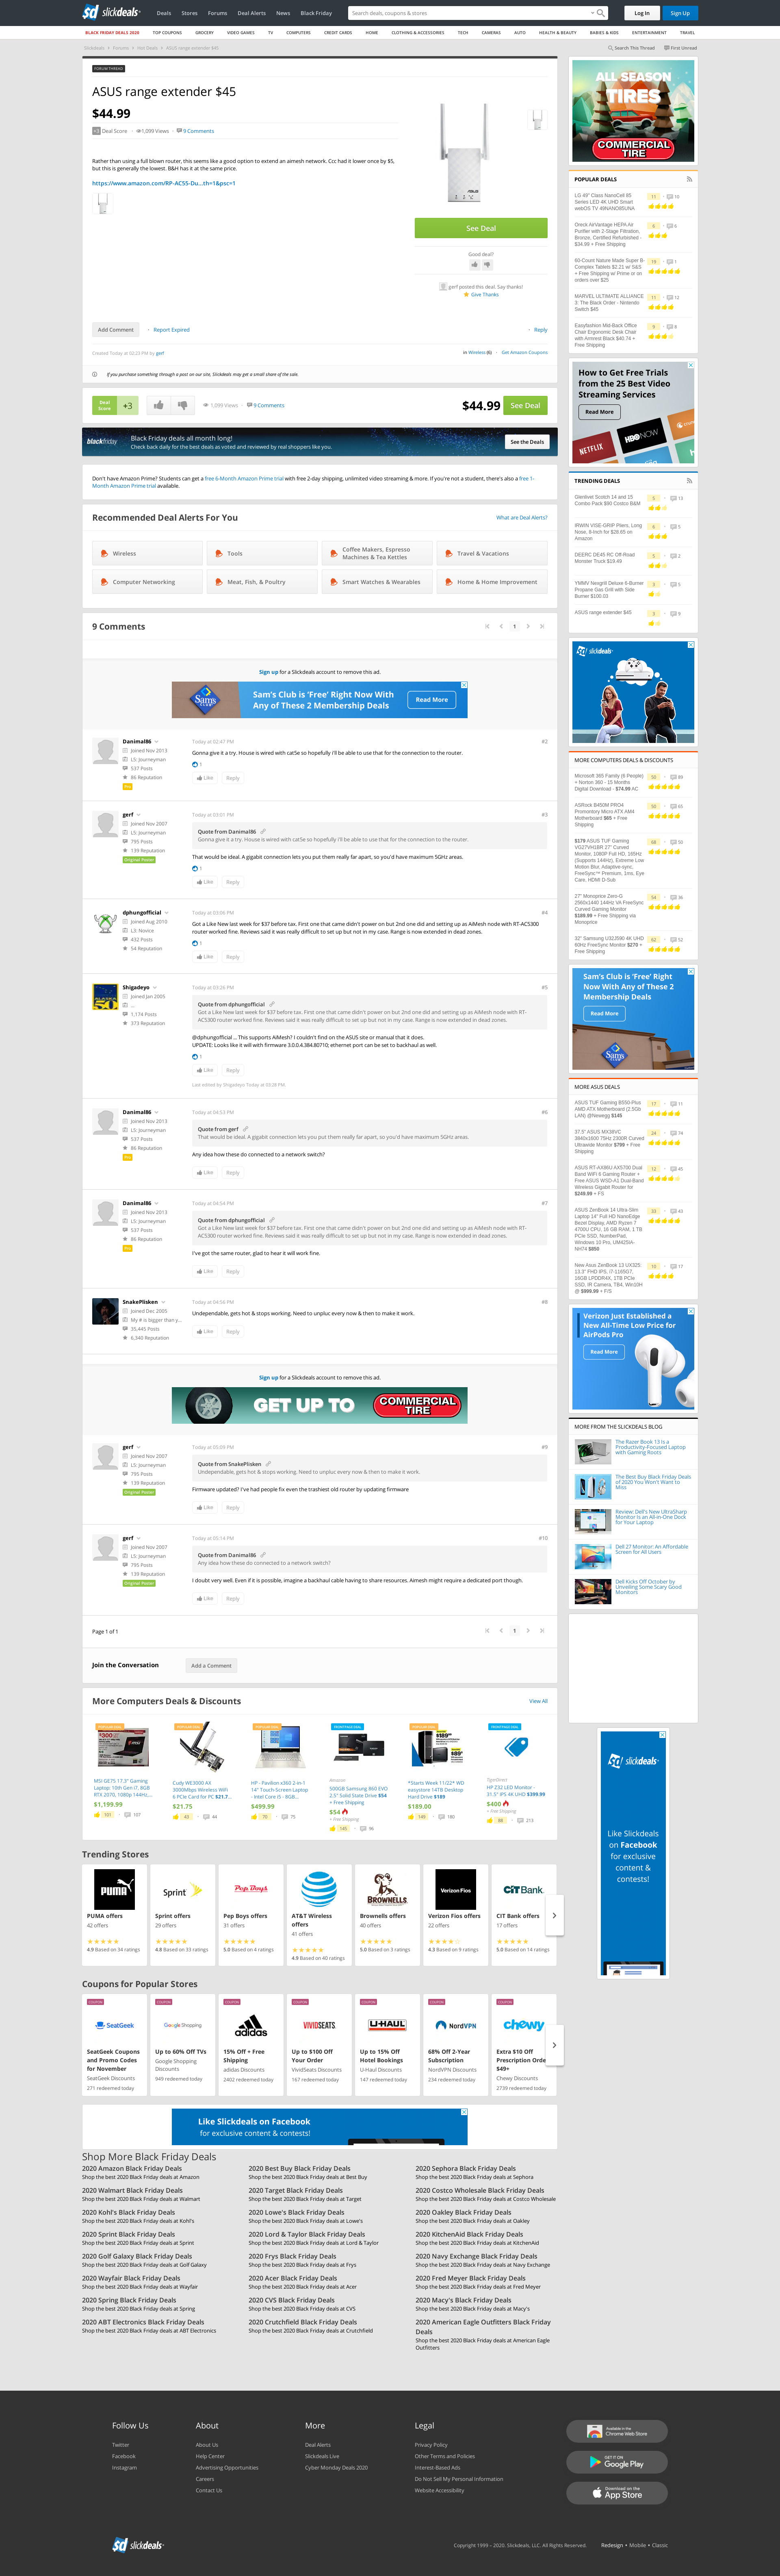 slickdeals
Deals Stores Forums Deal Alerts News Black Friday
Search deals, coupons & stores
Log In Sign Up
BLACK FRIDAY DEALS 2020 TOP COUPONS GROCERY VIDEO GAMES TV COMPUTERS CREDIT CARDS HOME CLOTHING & ACCESSORIES TECH CAMERAS AUTO HEALTH & BEAUTY BABIES & KIDS ENTERTAINMENT TRAVEL
Slickdeals > Forums > Hot Deals > ASUS range extender $45
Search This Thread First Unread
FORUM THREAD
ASUS range extender $45
$44.99
+3 Deal Score 1,099 Views 9 Comments
Rather than using a full blown router, this seems like a good option to extend an aimesh network. Ccc had it lower once by $5,
but this is generally the lowest. B&H has it at the same price.
https://www.amazon.com/RP-AC55-Du...th=1&psc=1
See Deal
Good deal?
gerf posted this deal. Say thanks!
Give Thanks
Add Comment Report Expired Reply
Created Today at 02:23 PM by gerf
in Wireless (6) Get Amazon Coupons
If you purchase something through a post on our site, Slickdeals may get a small share of the sale.
Deal Score +3 1,099 Views 9 Comments $44.99 See Deal
blackfriday
Black Friday deals all month long!
Check back daily for the best deals as voted and reviewed by real shoppers like you.
See the Deals
Don't have Amazon Prime? Students can get a free 6-Month Amazon Prime trial with free 2-day shipping, unlimited video streaming & more. If you're not a student, there's also a free 1-
Month Amazon Prime trial available.
Recommended Deal Alerts For You
What are Deal Alerts?
Wireless Tools Coffee Makers, Espresso Machines & Tea Kettles Travel & Vacations
Computer Networking Meat, Fish, & Poultry Smart Watches & Wearables Home & Home Improvement
9 Comments
1
Sign up for a Slickdeals account to remove this ad.
Sam's Club is 'Free' Right Now With
Any of These 2 Membership Deals
Read More
Danimal86
Joined Nov 2013
L5: Journeyman
537 Posts
86 Reputation
Pro
Today at 02:47 PM
#2
Gonna give it a try. House is wired with cat5e so hopefully i'll be able to use that for the connection to the router.
1
Like Reply
gerf
Joined Nov 2007
L5: Journeyman
795 Posts
139 Reputation
Original Poster
Today at 03:01 PM
#3
Quote from Danimal86
Gonna give it a try. House is wired with cat5e so hopefully i'll be able to use that for the connection to the router.
That would be ideal. A gigabit connection lets you put them really far apart, so you'd have maximum 5GHz areas.
1
Like Reply
dphungofficial
Joined Aug 2010
L3: Novice
432 Posts
54 Reputation
Today at 03:06 PM
#4
Got a Like New last week for $37 before tax. First one that came didn't power on but 2nd one did and setting up as AiMesh node with RT-AC5300
router worked fine. Reviews said it was really difficult to set up but not in my case. Range is now extended in dead zones.
1
Like Reply
Shigadeyo
Joined Jan 2005
...
1,174 Posts
373 Reputation
Today at 03:26 PM
#5
Quote from dphungofficial
Got a Like New last week for $37 before tax. First one that came didn't power on but 2nd one did and setting up as AiMesh node with RT-
AC5300 router worked fine. Reviews said it was really difficult to set up but not in my case. Range is now extended in dead zones.
@dphungofficial ... This supports AiMesh? I couldn't find on the ASUS site or manual that it does.
UPDATE: Looks like it will with firmware 3.0.0.4.384.80710; ethernet port can be set to backhaul as well.
1
Like Reply
Last edited by Shigadeyo Today at 03:28 PM
Danimal86
Joined Nov 2013
L5: Journeyman
537 Posts
86 Reputation
Pro
Today at 04:53 PM
#6
Quote from gerf
That would be ideal. A gigabit connection lets you put them really far apart, so you'd have maximum 5GHz areas.
Any idea how these do connected to a network switch?
Like Reply
Danimal86
Joined Nov 2013
L5: Journeyman
537 Posts
86 Reputation
Pro
Today at 04:54 PM
#7
Quote from dphungofficial
Got a Like New last week for $37 before tax. First one that came didn't power on but 2nd one did and setting up as AiMesh node with RT-
AC5300 router worked fine. Reviews said it was really difficult to set up but not in my case. Range is now extended in dead zones.
I've got the same router, glad to hear it will work fine.
Like Reply
SnakePlisken
Joined Dec 2005
My # is bigger than y...
35,445 Posts
6,340 Reputation
Today at 04:56 PM
#8
Undependable, gets hot & stops working. Need to unpluc every now & then to make it work.
Like Reply
Sign up for a Slickdeals account to remove this ad.
GET UP TO COMMERCIAL TIRE
gerf
Joined Nov 2007
L5: Journeyman
795 Posts
139 Reputation
Original Poster
Today at 05:09 PM
#9
Quote from SnakePlisken
Undependable, gets hot & stops working. Need to unpluc every now & then to make it work.
Firmware updated? I've had people fix even the trashiest old router by updating firmware
Like Reply
gerf
Joined Nov 2007
L5: Journeyman
795 Posts
139 Reputation
Original Poster
Today at 05:14 PM
#10
Quote from Danimal86
Any idea how these do connected to a network switch?
I doubt very well. Even if it is possible, imagine a backhaul cable having to share resources. Aimesh might require a dedicated port though.
Like Reply
Page 1 of 1
1
Join the Conversation
Add a Comment
More Computers Deals & Discounts
View All
MSI GE75 17.3" Gaming Laptop: 10th Gen i7, 8GB RTX 2070, 1080p 144Hz,...
$1,199.99
101 107
Cudy WE3000 AX 3000Mbps Wireless WiFi 6 PCIe Card for PC $21.7...
$21.75
43 44
HP - Pavilion x360 2-in-1 14" Touch-Screen Laptop - Intel Core i5 - 8GB...
$499.99
70 75
Amazon
500GB Samsung 860 EVO 2.5" Solid State Drive $54 + Free Shipping
$54
+ Free Shipping
145 96
*Starts Week 11/22* WD easystore 14TB Desktop Hard Drive $189
$189.00
149 180
TigerDirect
HP Z32 LED Monitor - 31.5" IPS 4K UHD $399.99
$400
+ Free Shipping
88 213
Trending Stores
PUMA offers
42 offers
4.9 Based on 34 ratings
Sprint offers
29 offers
4.8 Based on 33 ratings
Pep Boys offers
31 offers
5.0 Based on 4 ratings
AT&T Wireless offers
41 offers
4.9 Based on 40 ratings
Brownells offers
40 offers
5.0 Based on 3 ratings
Verizon Fios offers
22 offers
4.3 Based on 9 ratings
CIT Bank offers
17 offers
5.0 Based on 14 ratings
Coupons for Popular Stores
SeatGeek Coupons and Promo Codes for November
SeatGeek Discounts
271 redeemed today
Up to 60% Off TVs
Google Shopping Discounts
949 redeemed today
15% Off + Free Shipping
adidas Discounts
2402 redeemed today
Up to $100 Off Your Order
VividSeats Discounts
167 redeemed today
Up to 15% Off Hotel Bookings
U-Haul Discounts
147 redeemed today
68% Off 2-Year Subscription
NordVPN Discounts
234 redeemed today
Extra $10 Off Prescription Orde $49+
Chewy Discounts
2739 redeemed today
Like Slickdeals on Facebook
for exclusive content & contests!
Shop More Black Friday Deals
2020 Amazon Black Friday Deals
Shop the best 2020 Black Friday deals at Amazon
2020 Best Buy Black Friday Deals
Shop the best 2020 Black Friday deals at Best Buy
2020 Sephora Black Friday Deals
Shop the best 2020 Black Friday deals at Sephora
2020 Walmart Black Friday Deals
Shop the best 2020 Black Friday deals at Walmart
2020 Target Black Friday Deals
Shop the best 2020 Black Friday deals at Target
2020 Costco Wholesale Black Friday Deals
Shop the best 2020 Black Friday deals at Costco Wholesale
2020 Kohl's Black Friday Deals
Shop the best 2020 Black Friday deals at Kohl's
2020 Lowe's Black Friday Deals
Shop the best 2020 Black Friday deals at Lowe's
2020 Oakley Black Friday Deals
Shop the best 2020 Black Friday deals at Oakley
2020 Sprint Black Friday Deals
Shop the best 2020 Black Friday deals at Sprint
2020 Lord & Taylor Black Friday Deals
Shop the best 2020 Black Friday deals at Lord & Taylor
2020 KitchenAid Black Friday Deals
Shop the best 2020 Black Friday deals at KitchenAid
2020 Golf Galaxy Black Friday Deals
Shop the best 2020 Black Friday deals at Golf Galaxy
2020 Frys Black Friday Deals
Shop the best 2020 Black Friday deals at Frys
2020 Navy Exchange Black Friday Deals
Shop the best 2020 Black Friday deals at Navy Exchange
2020 Wayfair Black Friday Deals
Shop the best 2020 Black Friday deals at Wayfair
2020 Acer Black Friday Deals
Shop the best 2020 Black Friday deals at Acer
2020 Fred Meyer Black Friday Deals
Shop the best 2020 Black Friday deals at Fred Meyer
2020 Spring Black Friday Deals
Shop the best 2020 Black Friday deals at Spring
2020 CVS Black Friday Deals
Shop the best 2020 Black Friday deals at CVS
2020 Macy's Black Friday Deals
Shop the best 2020 Black Friday deals at Macy's
2020 ABT Electronics Black Friday Deals
Shop the best 2020 Black Friday deals at ABT Electronics
2020 Crutchfield Black Friday Deals
Shop the best 2020 Black Friday deals at Crutchfield
2020 American Eagle Outfitters Black Friday Deals
Shop the best 2020 Black Friday deals at American Eagle Outfitters
ALL SEASON
TIRES
COMMERCIAL TIRE
POPULAR DEALS
LG 49" Class NanoCell 85 Series LED 4K UHD Smart webOS TV 49NANO85UNA
Oreck AirVantage HEPA Air Purifier with 2-Stage Filtration, Bronze, Certified Refurbished - $34.99 + Free Shipping
60-Count Nature Made Super B-Complex Tablets $2.21 w/ S&S + Free Shipping w/ Prime or on orders over $25
MARVEL ULTIMATE ALLIANCE 3: The Black Order - Nintendo Switch $45
Easyfashion Mid-Back Office Chair Ergonomic Desk Chair with Armrest Black $40.74 + Free Shipping
How to Get Free Trials
from the 25 Best Video
Streaming Services
Read More
NETFLIX HBO NOW
TRENDING DEALS
Glenlivet Scotch 14 and 15 Combo Pack $90 Costco B&M
IRWIN VISE-GRIP Pliers, Long Nose, 8-Inch for $28.65 on Amazon
DEERC DE45 RC Off-Road Monster Truck $19.49
YMMV Nexgrill Deluxe 6-Burner Propane Gas Grill with Side Burner $100.03
ASUS range extender $45
slickdeals
MORE COMPUTERS DEALS & DISCOUNTS
Microsoft 365 Family (6 People) + Norton 360 - 15 Months Digital Download - $74.99 AC
ASRock B450M PRO4 Promontory Micro ATX AM4 Motherboard $65 + Free Shipping
$179 ASUS TUF Gaming VG27VH1BR 27" Curved Monitor, 1080P Full HD, 165Hz (Supports 144Hz), Extreme Low Motion Blur, Adaptive-sync, FreeSync™ Premium, 1ms, Eye Care, HDMI D-Sub
27" Monoprice Zero-G 2560x1440 144Hz VA FreeSync Curved Gaming Monitor $189.99 + Free Shipping via Monoprice
32" Samsung U32J590 4K UHD 60Hz FreeSync Monitor $270 + Free Shipping
Sam's Club is 'Free' Right
Now With Any of These 2
Membership Deals
Read More
MORE ASUS DEALS
ASUS TUF Gaming B550-Plus AMD ATX Motherboard (2.5Gb LAN) @Newegg $145
37.5" ASUS MX38VC 3840x1600 75Hz 2300R Curved Ultrawide Monitor $799 + Free Shipping
ASUS RT-AX86U AX5700 Dual Band WiFi 6 Gaming Router + Free ASUS WSD-A1 Dual-Band Wireless Gigabit Router for $249.99 + FS
ASUS ZenBook 14 Ultra-Slim Laptop 14" Full HD NanoEdge Bezel Display, AMD Ryzen 7 4700U CPU, 16 GB RAM, 1 TB PCIe SSD, NumberPad, Windows 10 Pro, UM425IA-NH74 $850
New Asus ZenBook 13 UX325: 13.3" FHD IPS, i7-1165G7, 16GB LPDDR4X, 1TB PCIe SSD, IR Camera, TB4, Win10H @ $999.99 + F/S
Verizon Just Established a
New All-Time Low Price for
AirPods Pro
Read More
MORE FROM THE SLICKDEALS BLOG
The Razer Book 13 Is a Productivity-Focused Laptop with Gaming Roots
The Best Buy Black Friday Deals of 2020 You Won't Want to Miss
Review: Dell's New UltraSharp Monitor Is an All-in-One Dock for Your Laptop
Dell 27 Monitor: An Affordable Screen for All Users
Dell Kicks Off October by Unveiling Some Scary Good Monitors
slickdeals
Like Slickdeals
on Facebook
for exclusive
content &
contests!
Follow Us
Twitter
Facebook
Instagram
About
About Us
Help Center
Advertising Opportunities
Careers
Contact Us
More
Deal Alerts
Slickdeals Live
Cyber Monday Deals 2020
Legal
Privacy Policy
Other Terms and Policies
Interest-Based Ads
Do Not Sell My Personal Information
Website Accessibility
Available in the Chrome Web Store
GET IT ON Google Play
Download on the App Store
slickdeals
Copyright 1999 - 2020. Slickdeals, LLC. All Rights Reserved. Redesign • Mobile • Classic